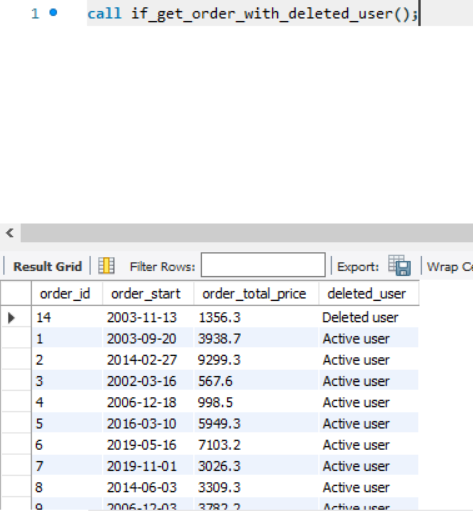 1 call if_get_order_with_deleted_user();
Result Grid Filter Rows: Export: Wrap Ce
order_id order_start order_total_price deleted_user
14 2003-11-13 1356.3 Deleted user
1 2003-09-20 3938.7 Active user
2 2014-02-27 9299.3 Active user
3 2002-03-16 567.6 Active user
4 2006-12-18 998.5 Active user
5 2016-03-10 5949.3 Active user
6 2019-05-16 7103.2 Active user
7 2019-11-01 3026.3 Active user
8 2014-06-03 3309.3 Active user
9 2006-12-03 3782.2 Active user